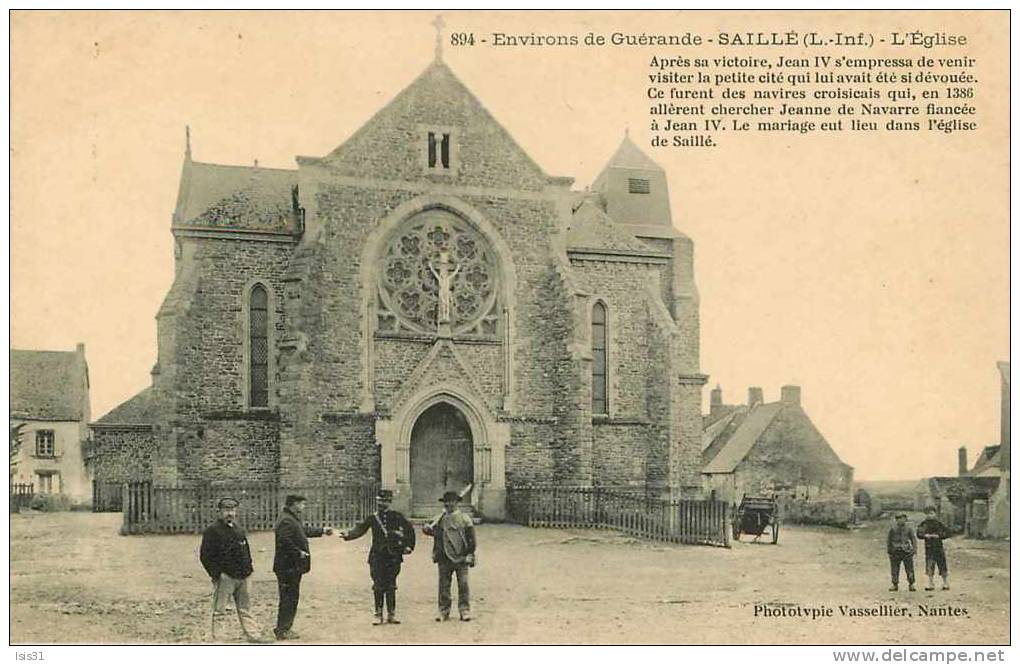 894 - Environs de Guérande - SAILLÉ (L.-Inf.) - L'Église
Après sa victoire, Jean IV s'empressa de venir
visiter la petite cité qui lui avait été si dévouée.
Ce furent des navires croisicais qui, en 1386
allèrent chercher Jeanne de Navarre fiancée
à Jean IV. Le mariage eut lieu dans l'église
de Saillé.
Phototypie Vassellier, Nantes
isis31
www.delcampe.net